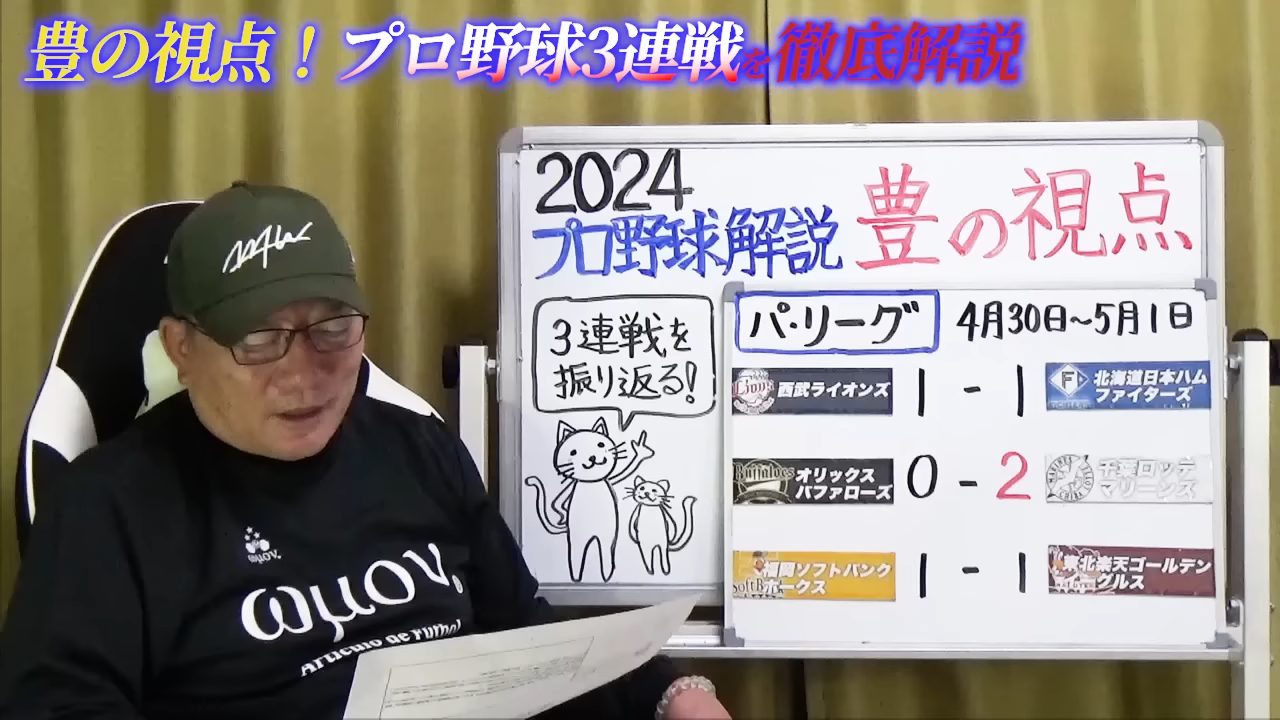 豊の視点！プロ野球3連戦を徹底解説
2024
プロ野球解説 豊の視点
3連戦を
振り返る!
パ・リーグ 4月30日~5月1日
Lions 西武ライオンズ 1 - 1 F 北海道日本ハム
ファイターズ
Buffaloes オリックス
バファローズ 0 - 2 千葉ロッテ
マリーンズ
福岡ソフトバンク
ホークス 1 - 1 東北楽天ゴールデン
イーグルス
ωμov.
ωμov
Artículo de Futbol